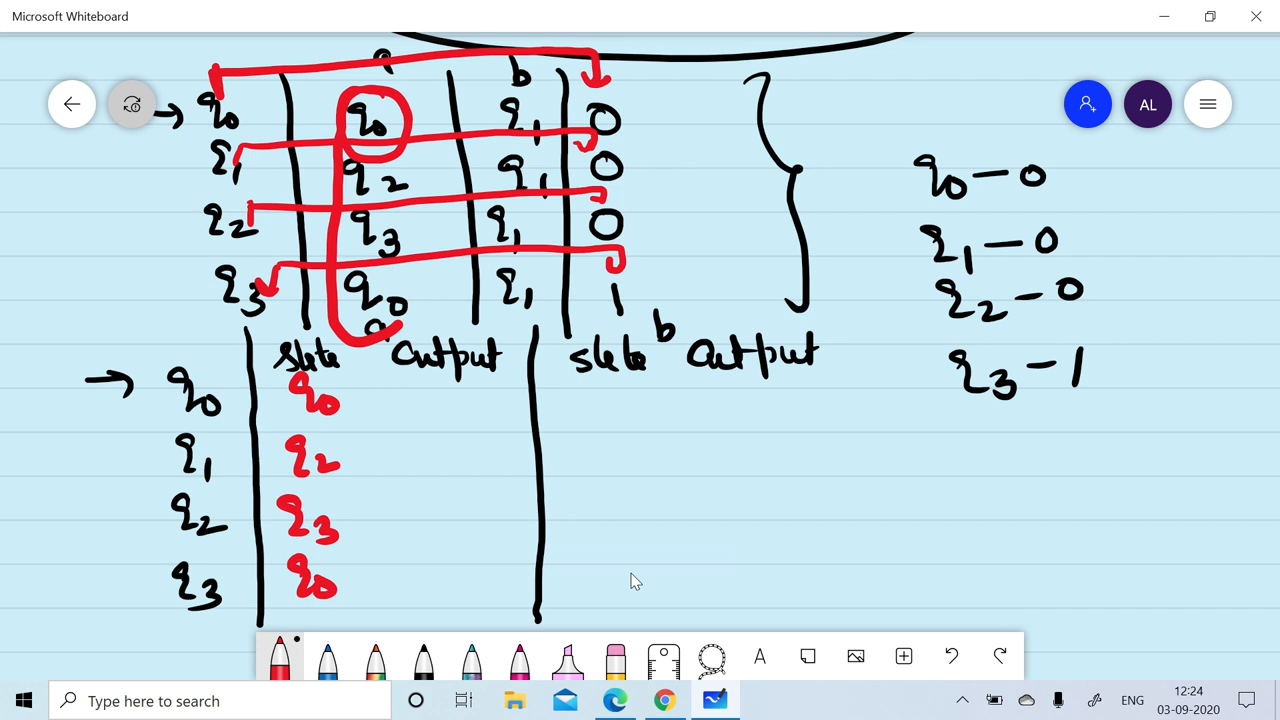 Microsoft Whiteboard
a b
→ q0 q0 q1 0
q1 q2 q1 0
q2 q3 q1 0
q3 q0 q1 1
q0 — 0
q1 — 0
q2 — 0
q3 — 1
AL
a b
state output state output
→ q0 q0
q1 q2
q2 q3
q3 q0
A
Type here to search
ENG
12:24
03-09-2020